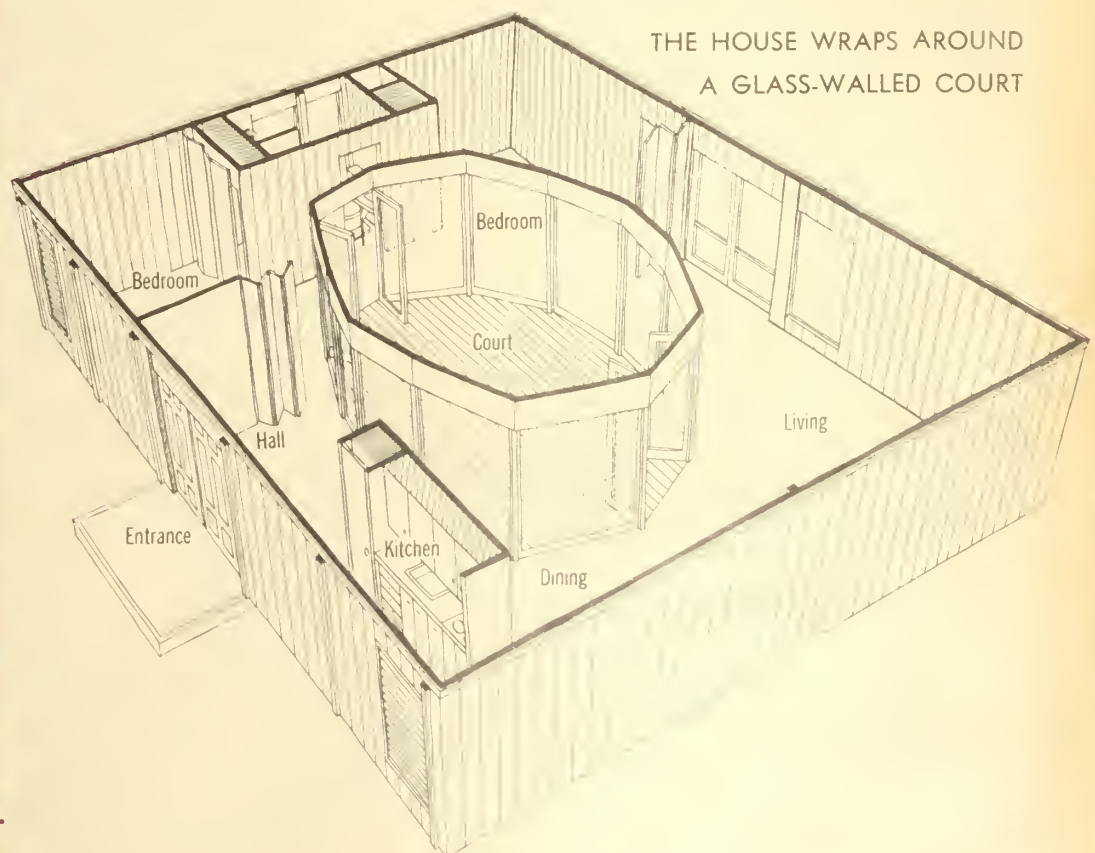 THE HOUSE WRAPS AROUND
A GLASS-WALLED COURT
Bedroom
Bedroom
Court
Living
Hall
Entrance
Kitchen
Dining